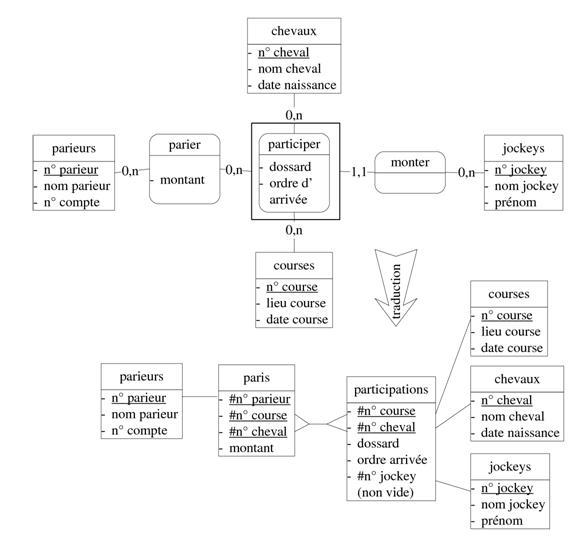 chevaux
- n° cheval
- nom cheval
- date naissance
0,n
parieurs
- n° parieur
- nom parieur
- n° compte
0,n
parier
- montant
0,n
participer
- dossard
- ordre d'
arrivée
1,1
monter
0,n
jockeys
- n° jockey
- nom jockey
- prénom
0,n
courses
- n° course
- lieu course
- date course
traduction
courses
- n° course
- lieu course
- date course
parieurs
- n° parieur
- nom parieur
- n° compte
paris
- #n° parieur
- #n° course
- #n° cheval
- montant
participations
- #n° course
- #n° cheval
- dossard
- ordre arrivée
- #n° jockey
(non vide)
chevaux
- n° cheval
- nom cheval
- date naissance
jockeys
- n° jockey
- nom jockey
- prénom